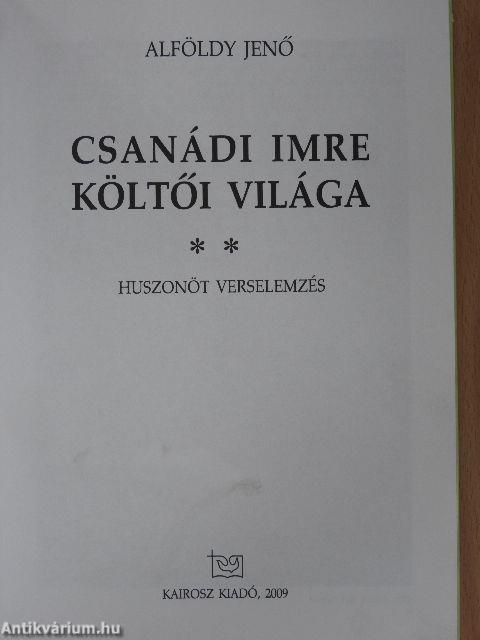 ALFÖLDY JENŐ
CSANÁDI IMRE
KÖLTŐI VILÁGA
* *
HUSZONÖT VERSELEMZÉS
KAIROSZ KIADÓ, 2009
Antikvárium.hu